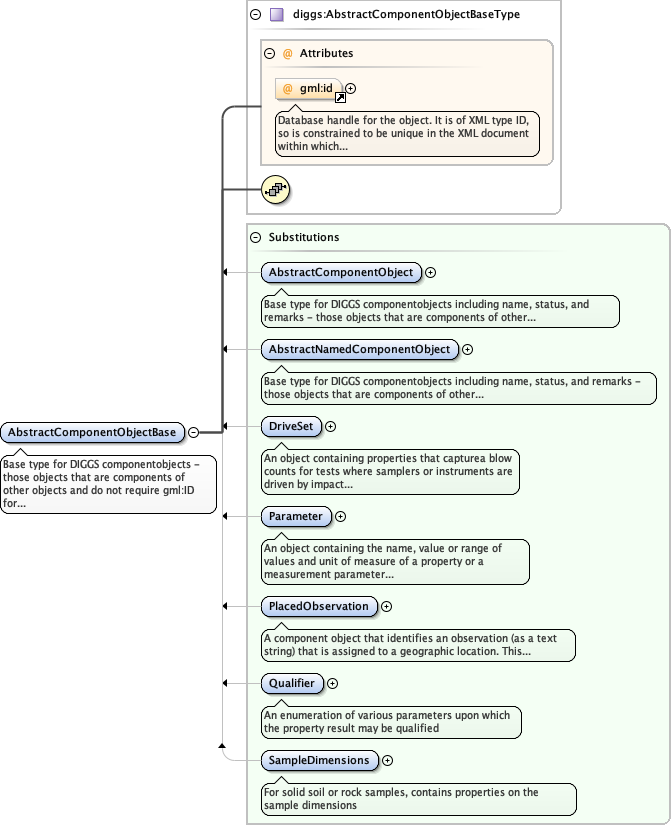 diggs:AbstractComponentObjectBaseType
@ Attributes
@ gml:id
Database handle for the object. It is of XML type ID,
so is constrained to be unique in the XML document
within which...
Substitutions
AbstractComponentObject
Base type for DIGGS componentobjects including name, status, and
remarks – those objects that are components of other...
AbstractNamedComponentObject
Base type for DIGGS componentobjects including name, status, and remarks –
those objects that are components of other...
AbstractComponentObjectBase
Base type for DIGGS componentobjects –
those objects that are components of
other objects and do not require gml:ID
for...
DriveSet
An object containing properties that capturea blow
counts for tests where samplers or instruments are
driven by impact...
Parameter
An object containing the name, value or range of
values and unit of measure of a property or a
measurement parameter...
PlacedObservation
A component object that identifies an observation (as a text
string) that is assigned to a geographic location. This...
Qualifier
An enumeration of various parameters upon which
the property result may be qualified
SampleDimensions
For solid soil or rock samples, contains properties on the
sample dimensions